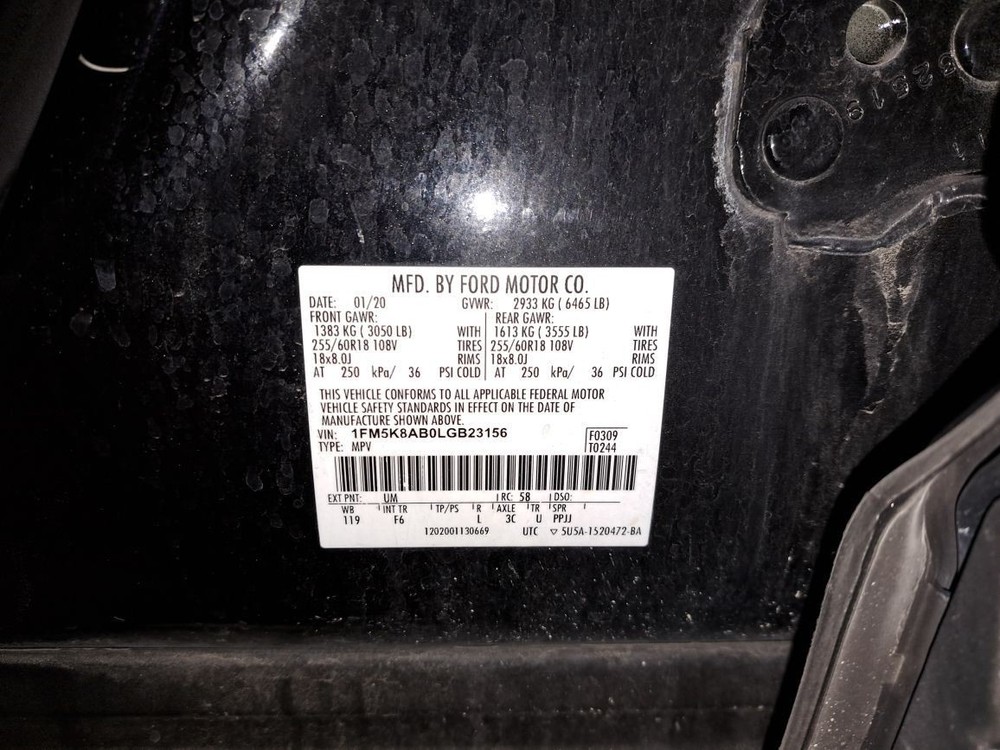 MFD. BY FORD MOTOR CO.
DATE: 01/20 GVWR: 2933 KG ( 6465 LB)
FRONT GAWR: REAR GAWR:
1383 KG ( 3050 LB) WITH 1613 KG ( 3555 LB) WITH
255/60R18 108V TIRES 255/60R18 108V TIRES
18x8.0J RIMS 18x8.0J RIMS
AT 250 kPa/ 36 PSI COLD AT 250 kPa/ 36 PSI COLD
THIS VEHICLE CONFORMS TO ALL APPLICABLE FEDERAL MOTOR
VEHICLE SAFETY STANDARDS IN EFFECT ON THE DATE OF
MANUFACTURE SHOWN ABOVE.
VIN: 1FM5K8AB0LGB23156 F0309
TYPE: MPV T0244
EXT PNT: UM RC: 58 DSO:
WB INT TR TP/PS R AXLE TR SPR
119 F6 L 3C U PPJJ
1202001130669 UTC ▽ 5U5A-1520472-BA